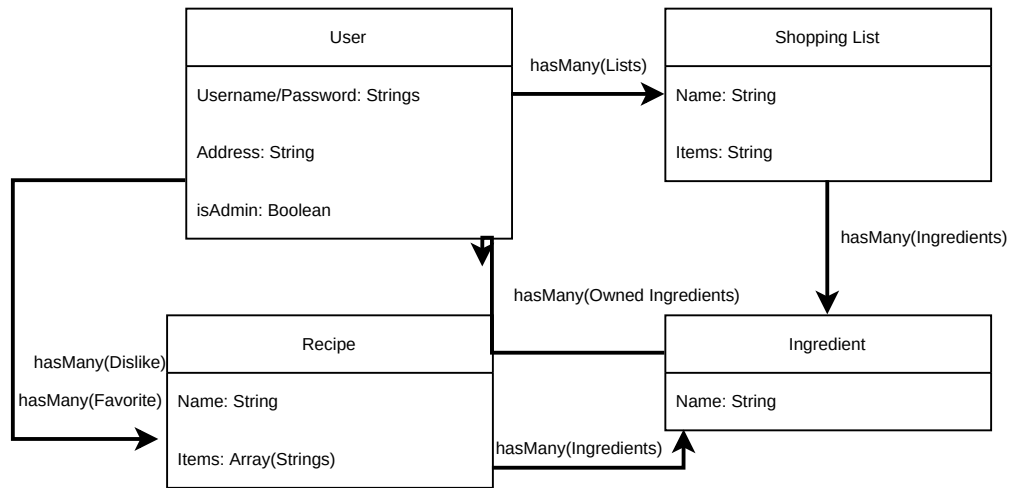 User
Username/Password: Strings
Address: String
isAdmin: Boolean
hasMany(Lists)
Shopping List
Name: String
Items: String
hasMany(Ingredients)
hasMany(Owned Ingredients)
hasMany(Dislike)
hasMany(Favorite)
Recipe
Name: String
Items: Array(Strings)
hasMany(Ingredients)
Ingredient
Name: String